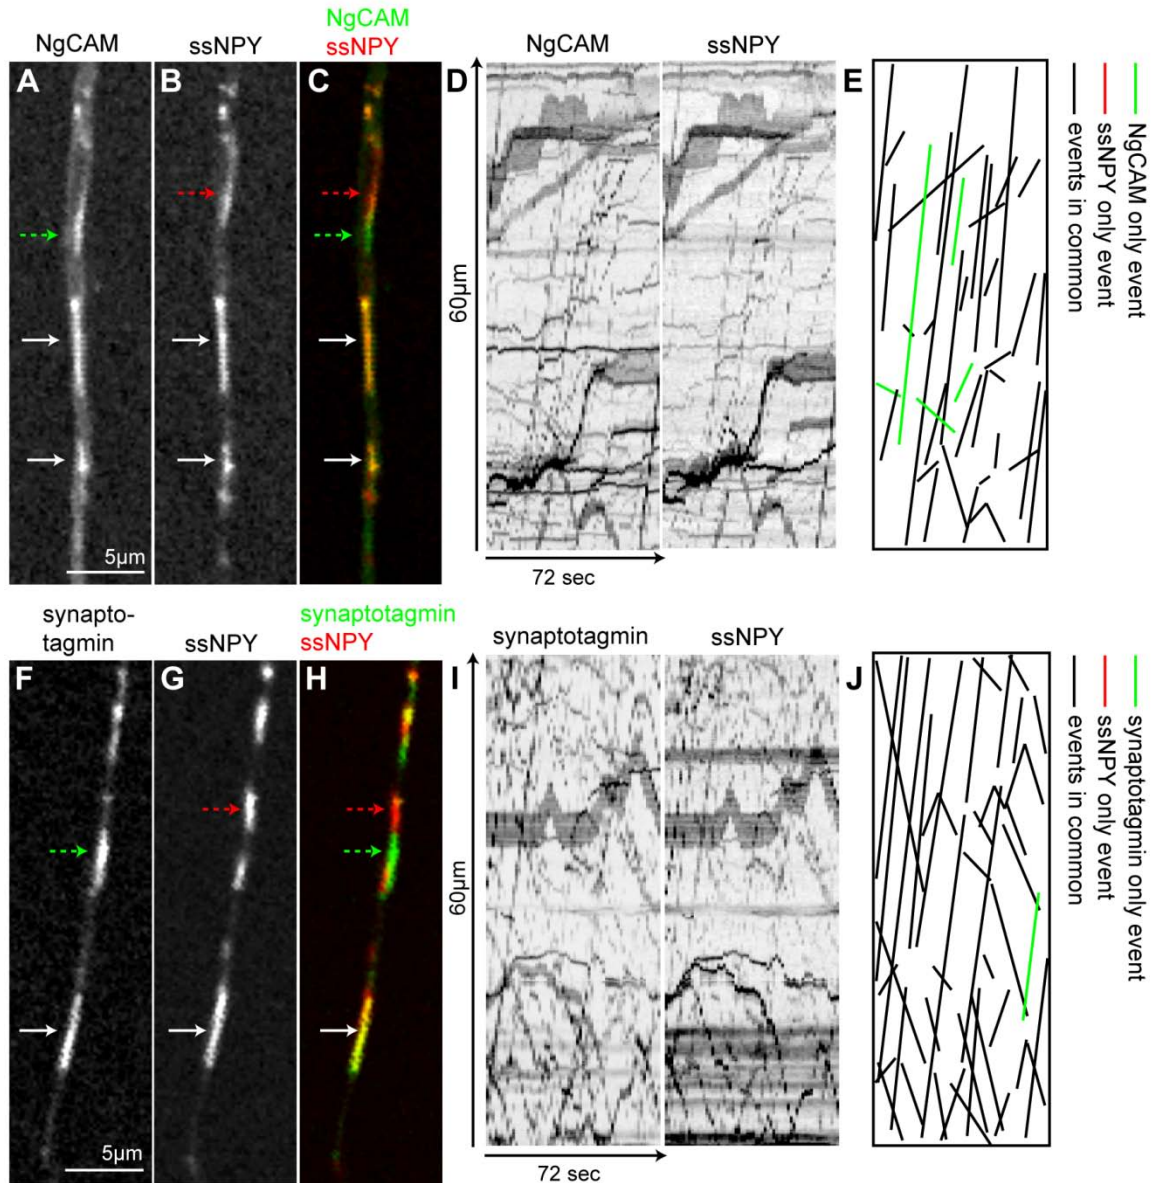 NgCAM
ssNPY
NgCAM
ssNPY
NgCAM
ssNPY
A
B
C
D
E
60µm
72 sec
5µm
NgCAM only event
ssNPY only event
events in common
synapto-
tagmin
ssNPY
synaptotagmin
ssNPY
synaptotagmin
ssNPY
F
G
H
I
J
60µm
72 sec
5µm
synaptotagmin only event
ssNPY only event
events in common